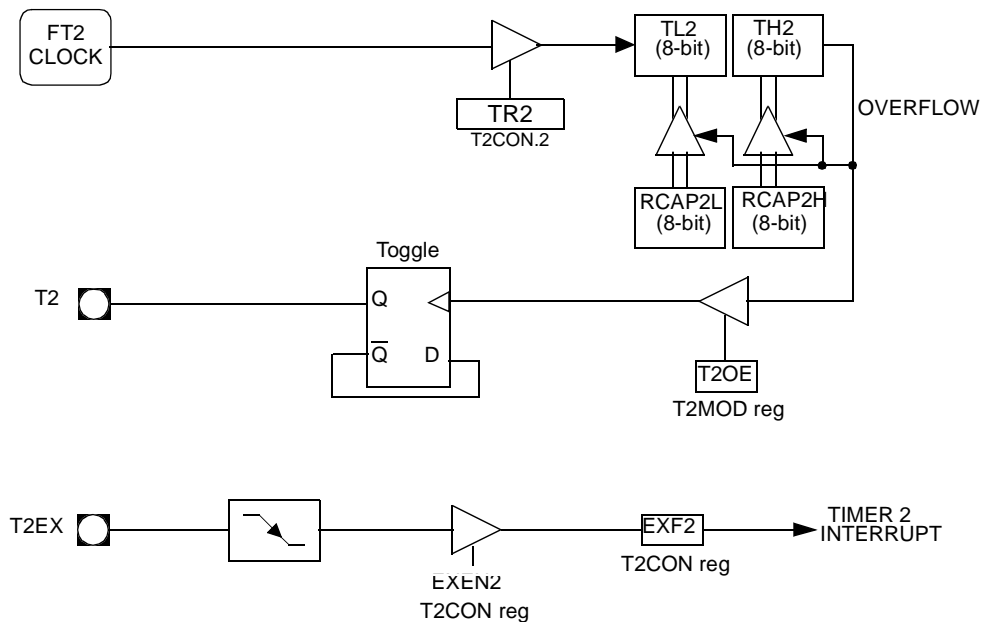 FT2
CLOCK
TL2
(8-bit)
TH2
(8-bit)
TR2
T2CON.2
OVERFLOW
RCAP2L
(8-bit)
RCAP2H
(8-bit)
Toggle
T2
Q
Q
D
T2OE
T2MOD reg
T2EX
EXEN2
T2CON reg
EXF2
T2CON reg
TIMER 2
INTERRUPT